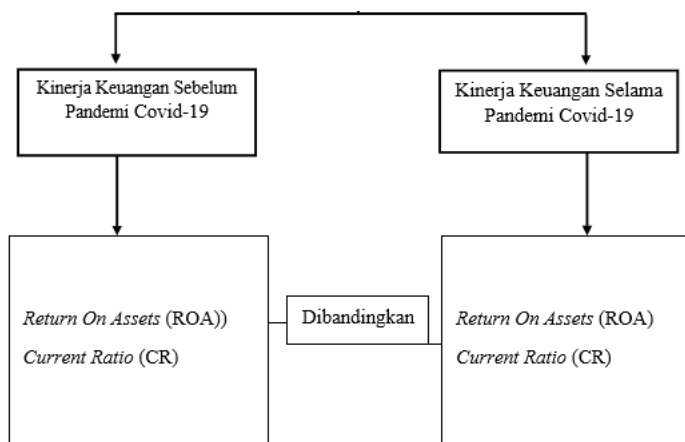 Kinerja Keuangan Sebelum
Pandemi Covid-19
Kinerja Keuangan Selama
Pandemi Covid-19
Return On Assets (ROA))
Current Ratio (CR)
Dibandingkan
Return On Assets (ROA)
Current Ratio (CR)